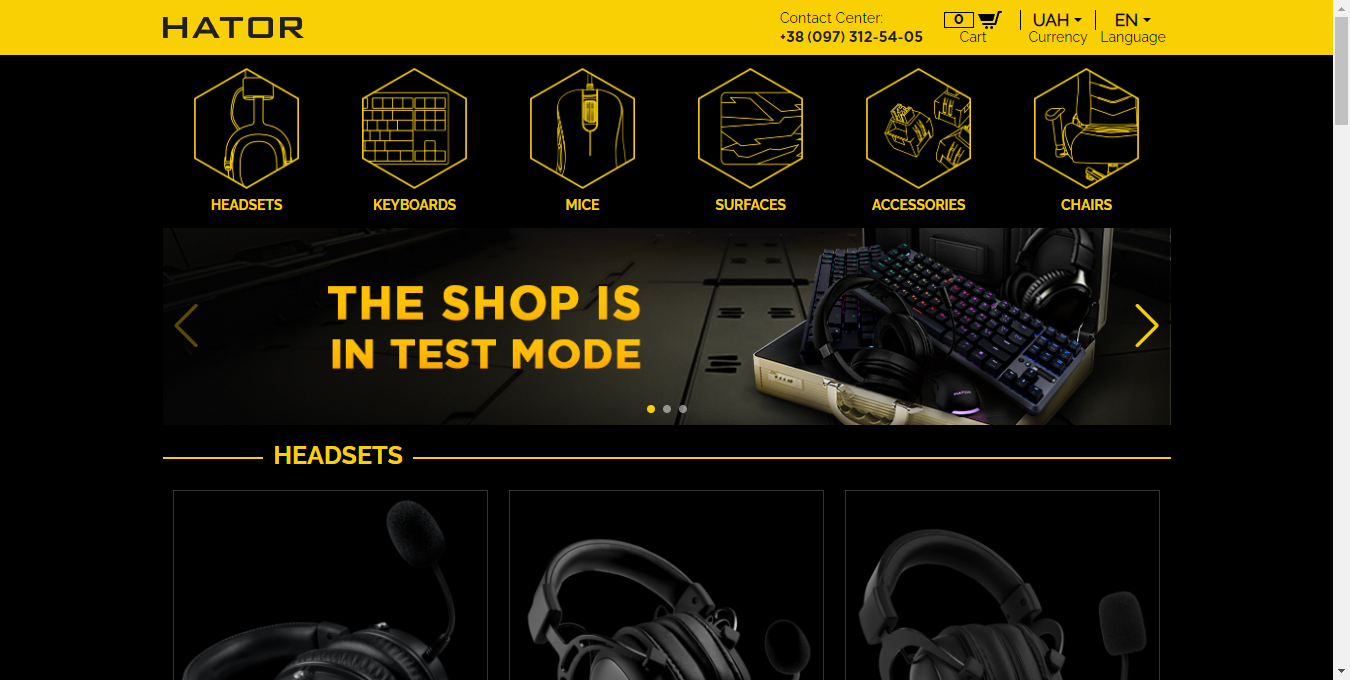 HATOR
Contact Center:
+38 (097) 312-54-05
0
Cart
UAH
Currency
EN
Language
HEADSETS
KEYBOARDS
MICE
SURFACES
ACCESSORIES
CHAIRS
THE SHOP IS
IN TEST MODE
HATOR
HEADSETS